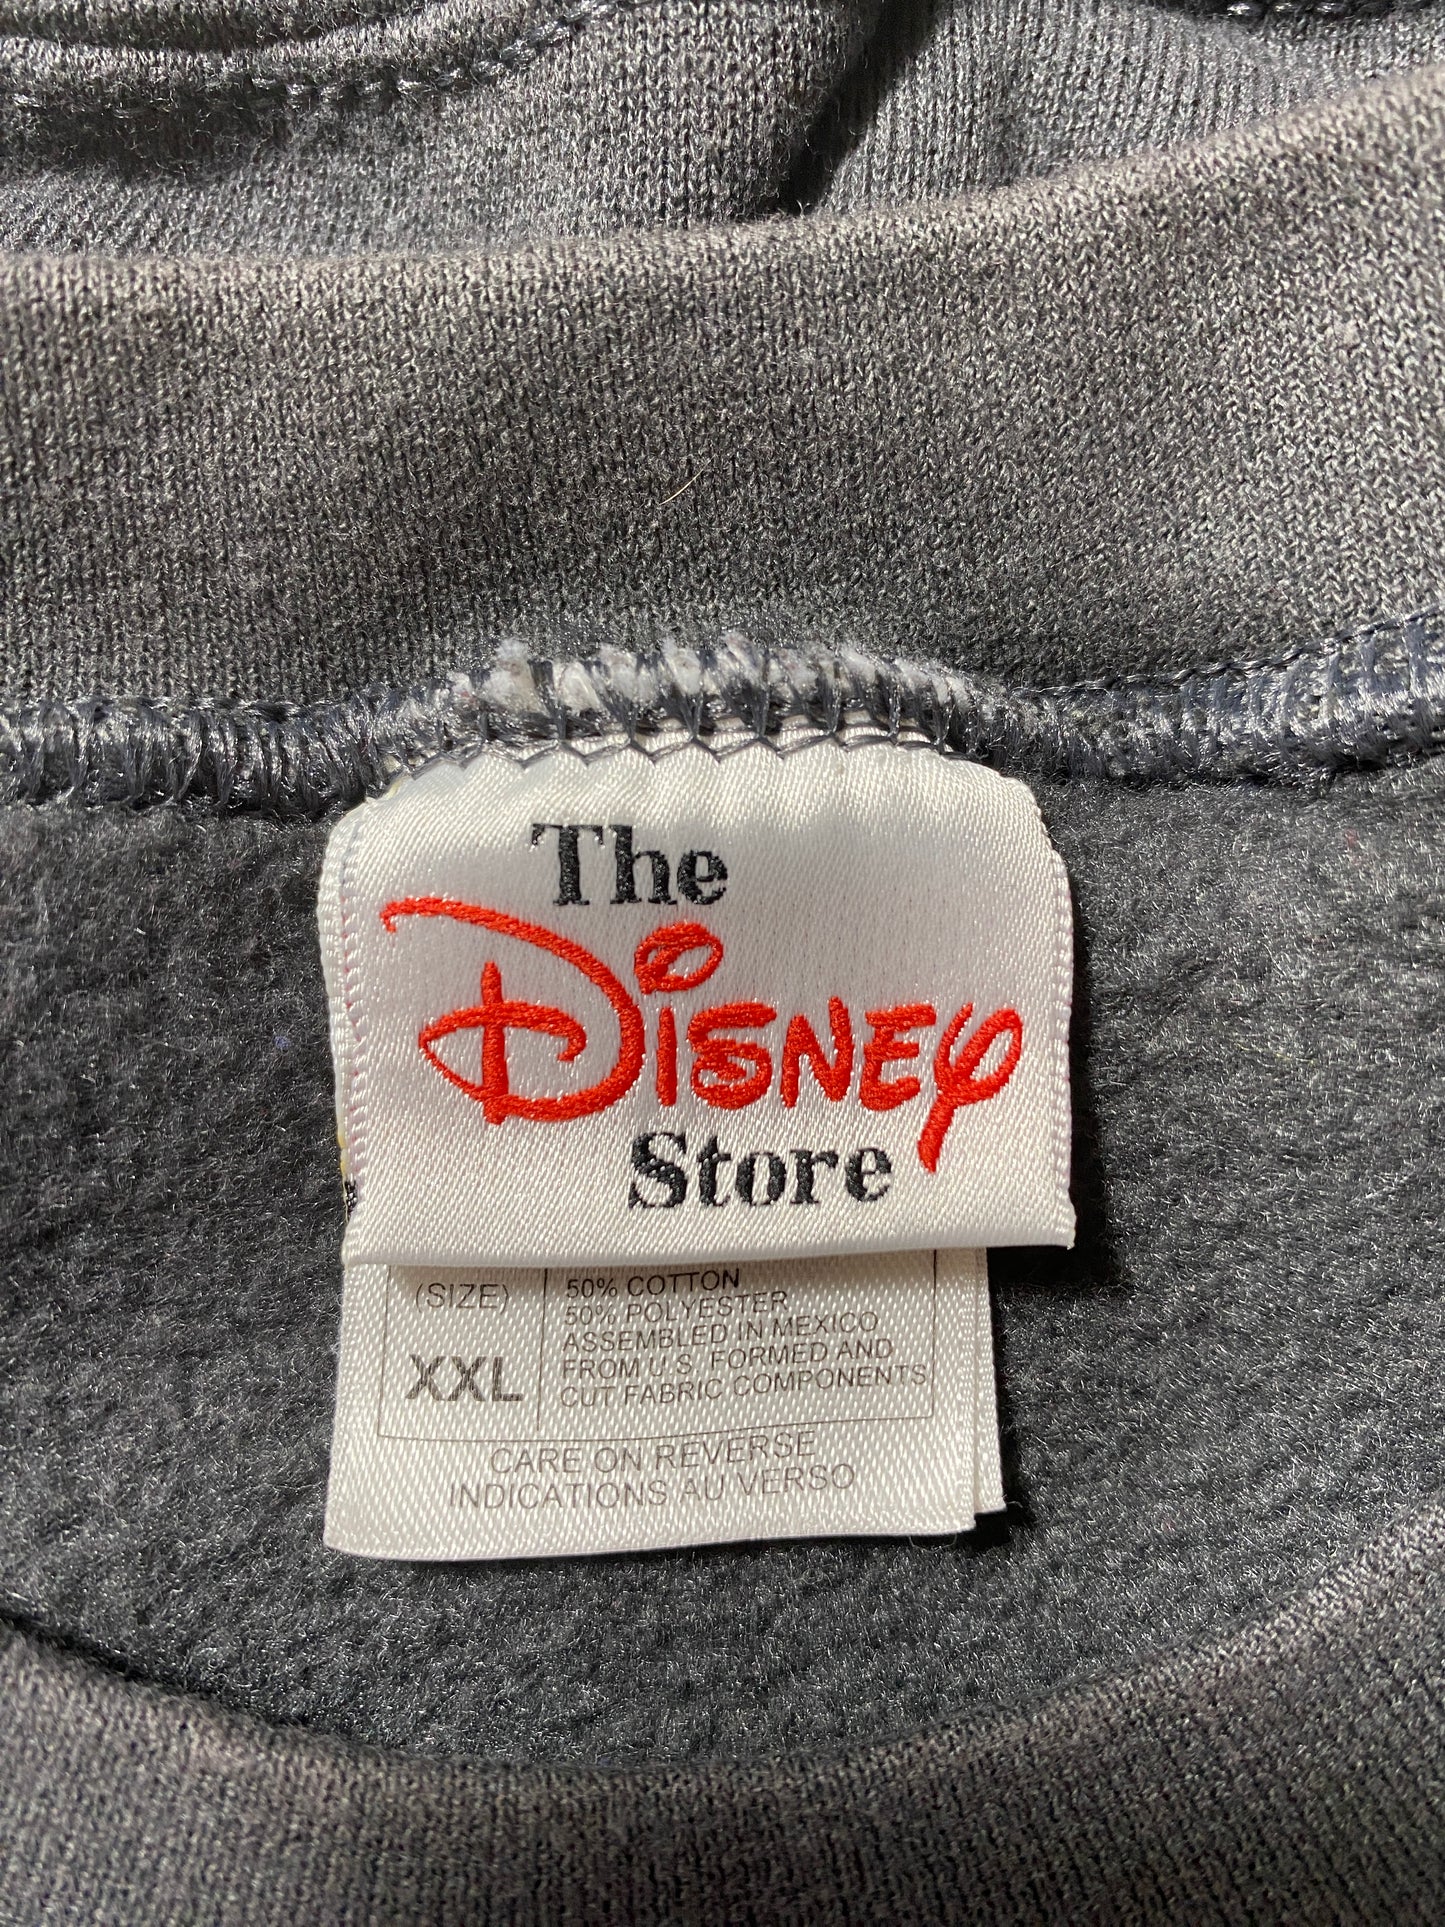 The
Disney
Store
(SIZE)
XXL
50% COTTON
50% POLYESTER
ASSEMBLED IN MEXICO
FROM U.S. FORMED AND
CUT FABRIC COMPONENTS
CARE ON REVERSE
INDICATIONS AU VERSO